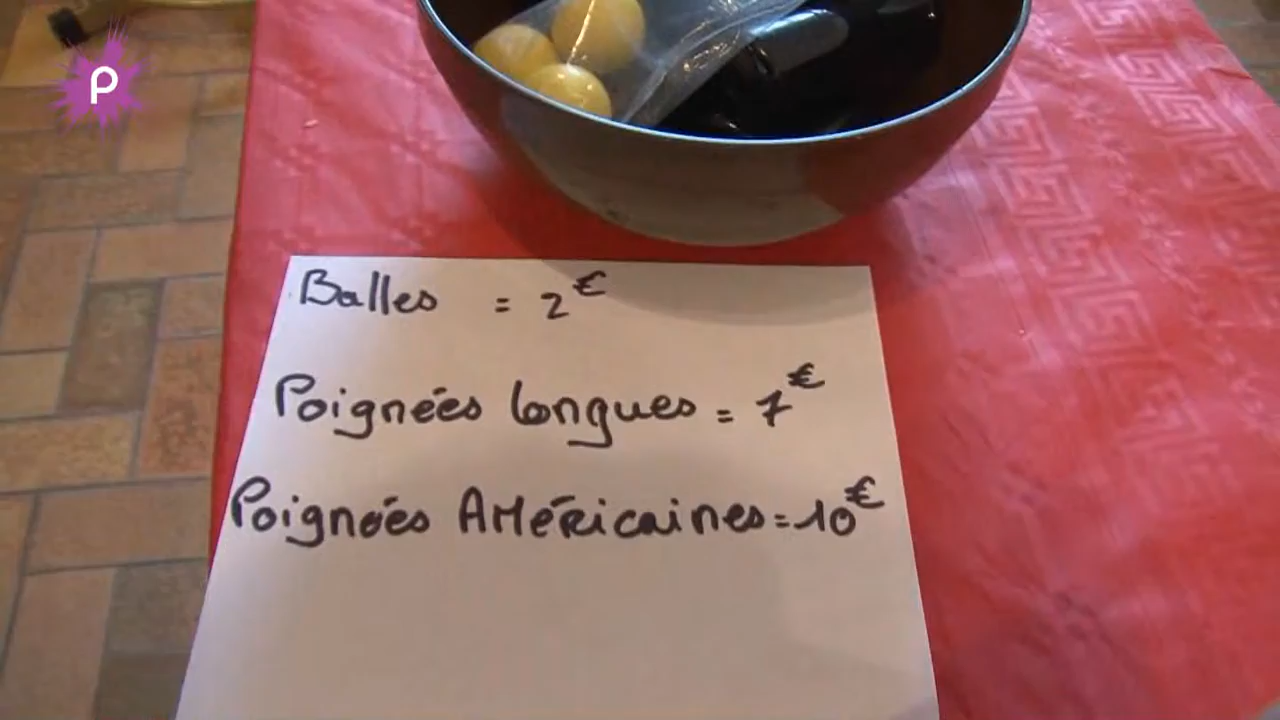 P
Balles = 2€
Poignées longues = 7€
Poignées Américaines = 10€